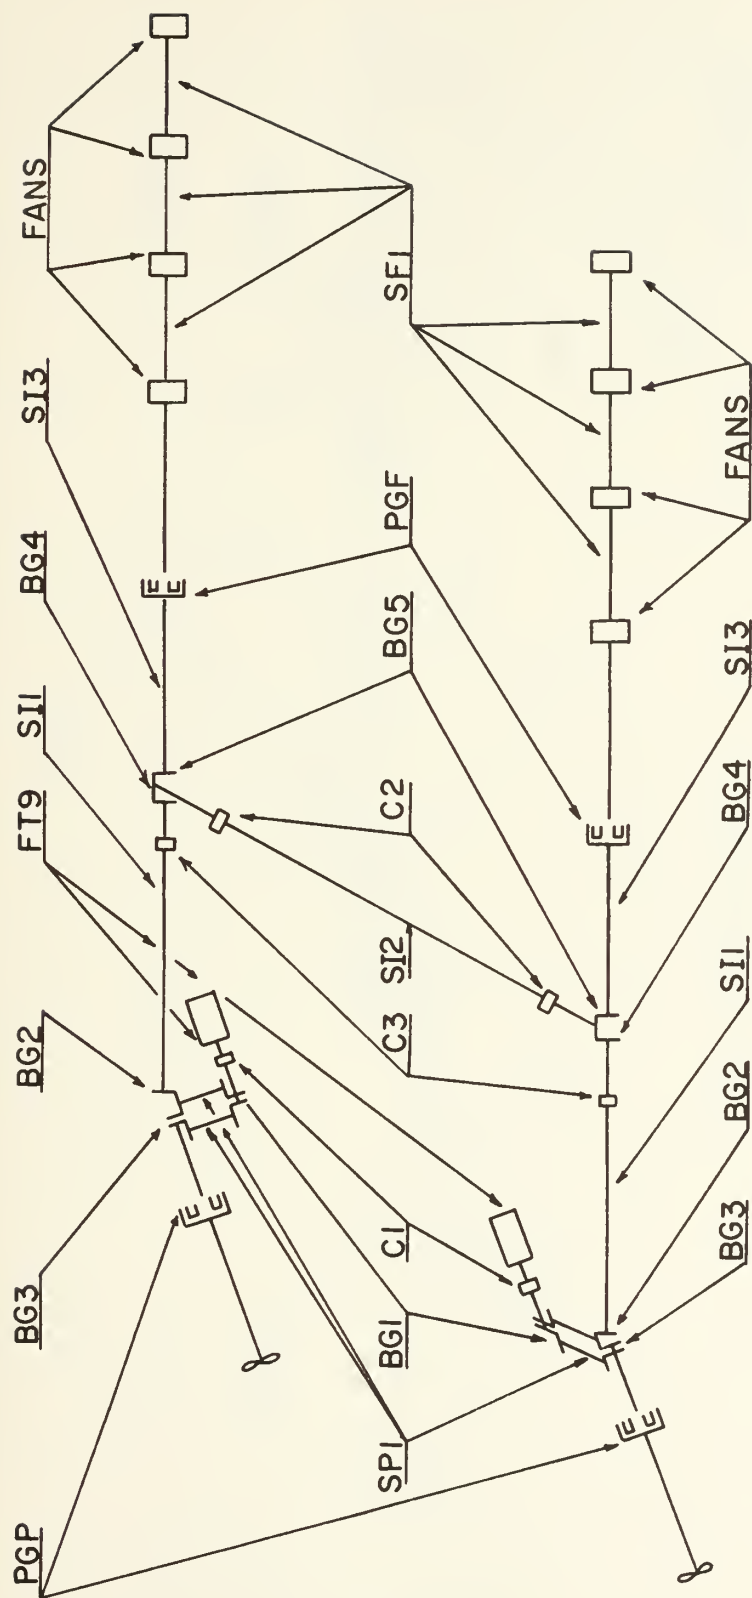 PGP
BG3
BG2
FT9
SI1
BG4
SI3
FANS
SP1
BG1
C1
C3
SI2
C2
BG5
PGF
SF1
BG3
BG2
SI1
BG4
SI3
FANS